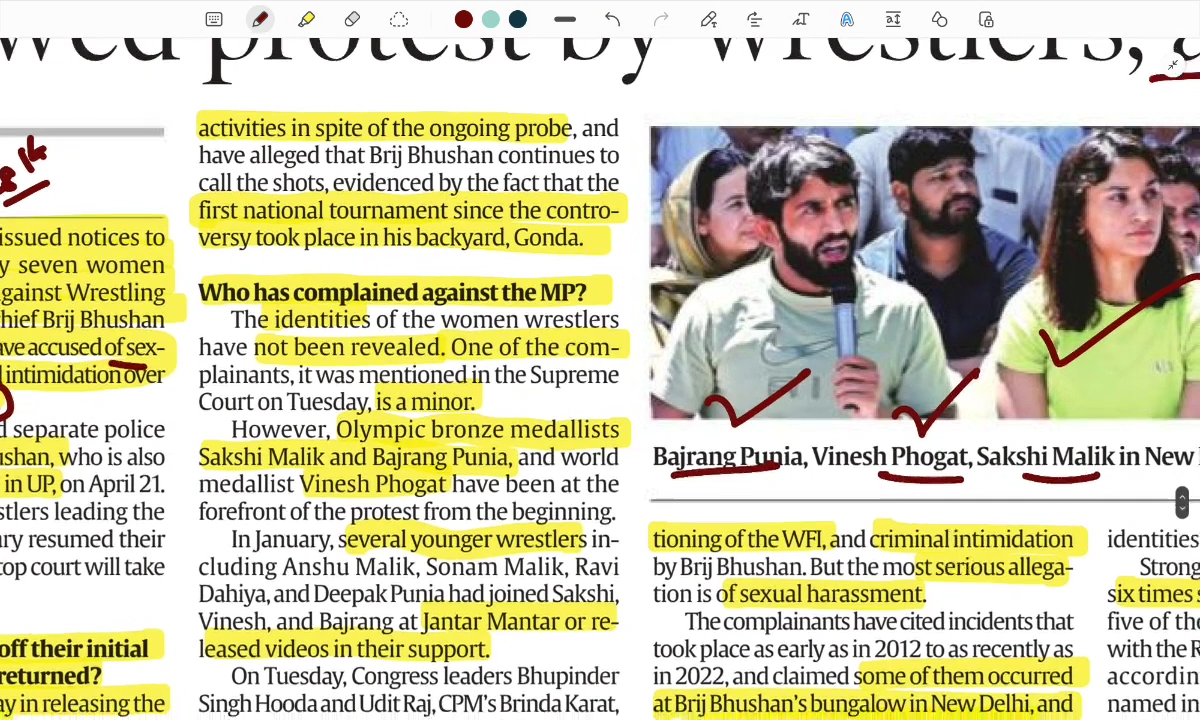 wed protest by wrestlers,
issued notices to
y seven women
gainst Wrestling
hief Brij Bhushan
ave accused of sex-
intimidation over
d separate police
ushan, who is also
in UP, on April 21.
stlers leading the
ary resumed their
top court will take
off their initial
returned?
ay in releasing the
activities in spite of the ongoing probe, and
have alleged that Brij Bhushan continues to
call the shots, evidenced by the fact that the
first national tournament since the contro-
versy took place in his backyard, Gonda.
Who has complained against the MP?
The identities of the women wrestlers
have not been revealed. One of the com-
plainants, it was mentioned in the Supreme
Court on Tuesday, is a minor.
However, Olympic bronze medallists
Sakshi Malik and Bajrang Punia, and world
medallist Vinesh Phogat have been at the
forefront of the protest from the beginning.
In January, several younger wrestlers in-
cluding Anshu Malik, Sonam Malik, Ravi
Dahiya, and Deepak Punia had joined Sakshi,
Vinesh, and Bajrang at Jantar Mantar or re-
leased videos in their support.
On Tuesday, Congress leaders Bhupinder
Singh Hooda and Udit Raj, CPM's Brinda Karat,
Bajrang Punia, Vinesh Phogat, Sakshi Malik in New
tioning of the WFI, and criminal intimidation
by Brij Bhushan. But the most serious allega-
tion is of sexual harassment.
The complainants have cited incidents that
took place as early as in 2012 to as recently as
in 2022, and claimed some of them occurred
at Brij Bhushan's bungalow in New Delhi, and
identities
Strong
six times s
five of the
with the R
accordin
named in